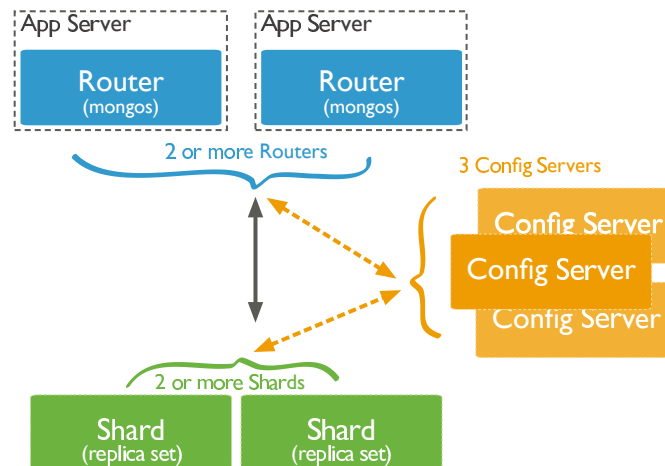 App Server
App Server
Router
(mongos)
Router
(mongos)
2 or more Routers
3 Config Servers
Config Server
Config Server
Config Server
2 or more Shards
Shard
(replica set)
Shard
(replica set)